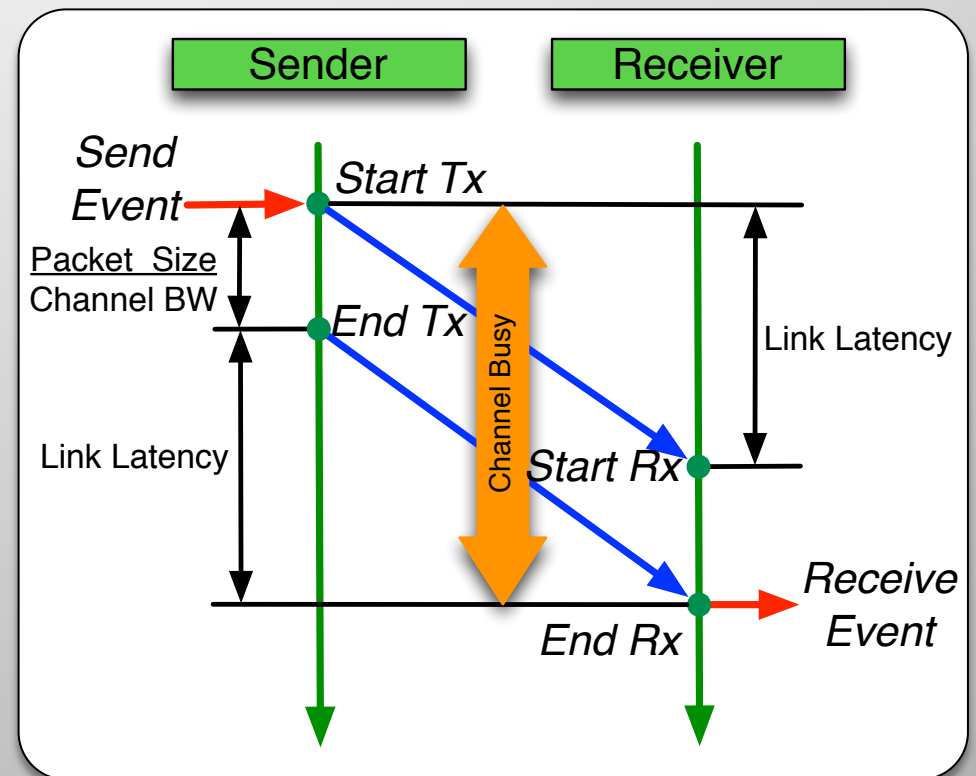 Sender
Receiver
Send
Event
Start Tx
Packet Size
Channel BW
End Tx
Link Latency
Channel Busy
Link Latency
Start Rx
End Rx
Receive
Event